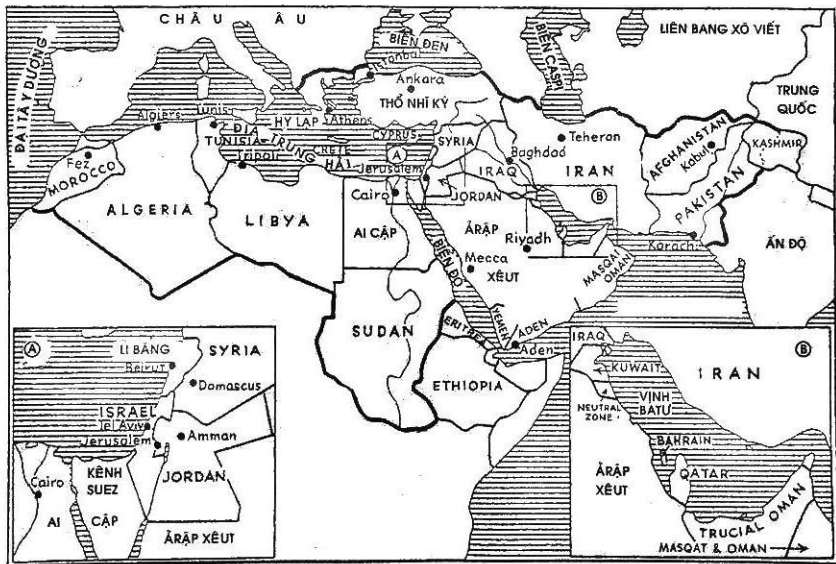 CHÂU ÂU
LIÊN BANG XÔ VIẾT
BIỂN ĐEN
BIỂN CASPI
ĐẠI TÂY DƯƠNG
Istanbul
Ankara
THỔ NHĨ KỲ
TRUNG
QUỐC
Algiers
Tunis
HY LẠP
Athens
ĐỊA
TRUNG
HẢI
TUNISIA
CRETE
CYPRUS
SYRIA
Teheran
AFGHANISTAN
Kabul
KASHMIR
Fez
MOROCCO
Tripoli
Ⓐ
Jerusalem
Baghdad
IRAQ
IRAN
PAKISTAN
ALGERIA
LIBYA
Cairo
JORDAN
Ⓑ
AI CẬP
ẢRẬP
XÊUT
Riyadh
Karachi
ẤN ĐỘ
Mecca
BIỂN ĐỎ
MASQAT OMAN
SUDAN
ERITREA
YEMEN
ADEN
Aden
ETHIOPIA
Ⓐ
LI BĂNG
SYRIA
Beirut
Damascus
ISRAEL
Tel Aviv
Jerusalem
Amman
Cairo
KÊNH
SUEZ
JORDAN
AI
CẬP
ẢRẬP XÊUT
IRAQ
Ⓑ
KUWAIT
IRAN
NEUTRAL
ZONE
VỊNH
BATƯ
BAHRAIN
ẢRẬP
XÊUT
QATAR
TRUCIAL OMAN
MASQAT & OMAN →